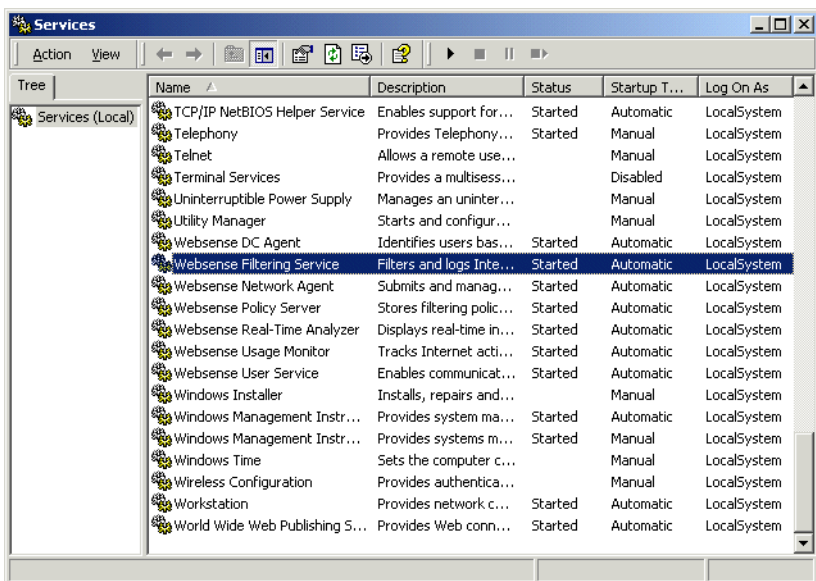 Services
Action View
Tree
Services (Local)
Name Description Status Startup T... Log On As
TCP/IP NetBIOS Helper Service Enables support for... Started Automatic LocalSystem
Telephony Provides Telephony... Started Manual LocalSystem
Telnet Allows a remote use... Manual LocalSystem
Terminal Services Provides a multisess... Disabled LocalSystem
Uninterruptible Power Supply Manages an uninter... Manual LocalSystem
Utility Manager Starts and configur... Manual LocalSystem
Websense DC Agent Identifies users bas... Started Automatic LocalSystem
Websense Filtering Service Filters and logs Inte... Started Automatic LocalSystem
Websense Network Agent Submits and manag... Started Automatic LocalSystem
Websense Policy Server Stores filtering polic... Started Automatic LocalSystem
Websense Real-Time Analyzer Displays real-time in... Started Automatic LocalSystem
Websense Usage Monitor Tracks Internet acti... Started Automatic LocalSystem
Websense User Service Enables communicat... Started Automatic LocalSystem
Windows Installer Installs, repairs and... Manual LocalSystem
Windows Management Instr... Provides system ma... Started Automatic LocalSystem
Windows Management Instr... Provides systems m... Started Manual LocalSystem
Windows Time Sets the computer c... Manual LocalSystem
Wireless Configuration Provides authentica... Manual LocalSystem
Workstation Provides network c... Started Automatic LocalSystem
World Wide Web Publishing S... Provides Web conn... Started Automatic LocalSystem